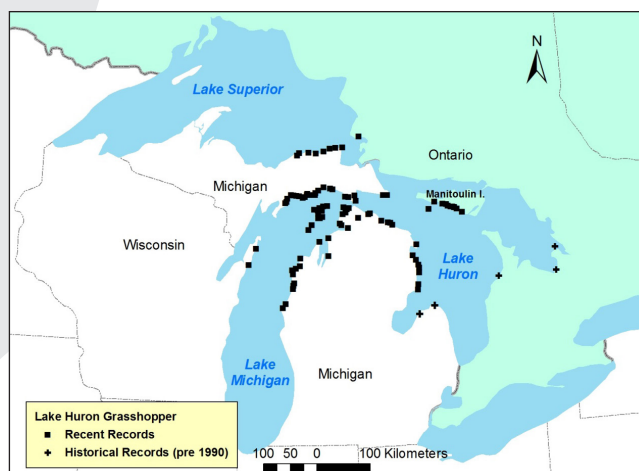 N
Lake Superior
Ontario
Michigan
Manitoulin I.
Wisconsin
Lake
Huron
Lake
Michigan
Michigan
Lake Huron Grasshopper
Recent Records
Historical Records (pre 1990)
100 50 0 100 Kilometers